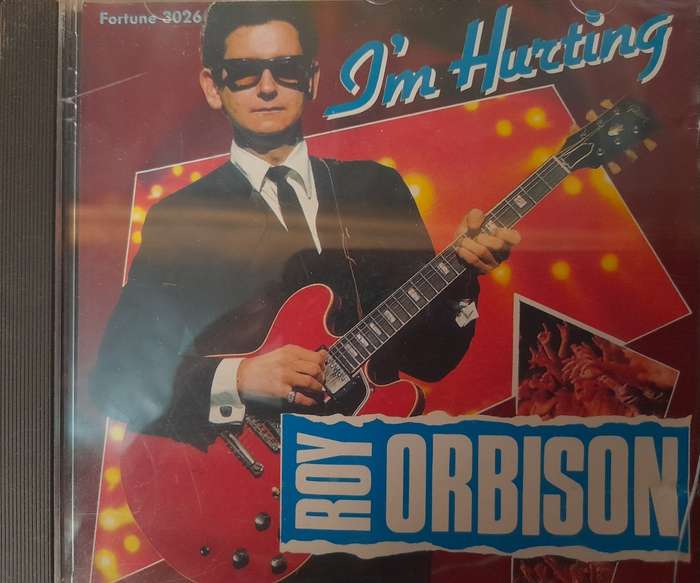 Fortune 3026
I'm Hurting
ROY
ORBISON